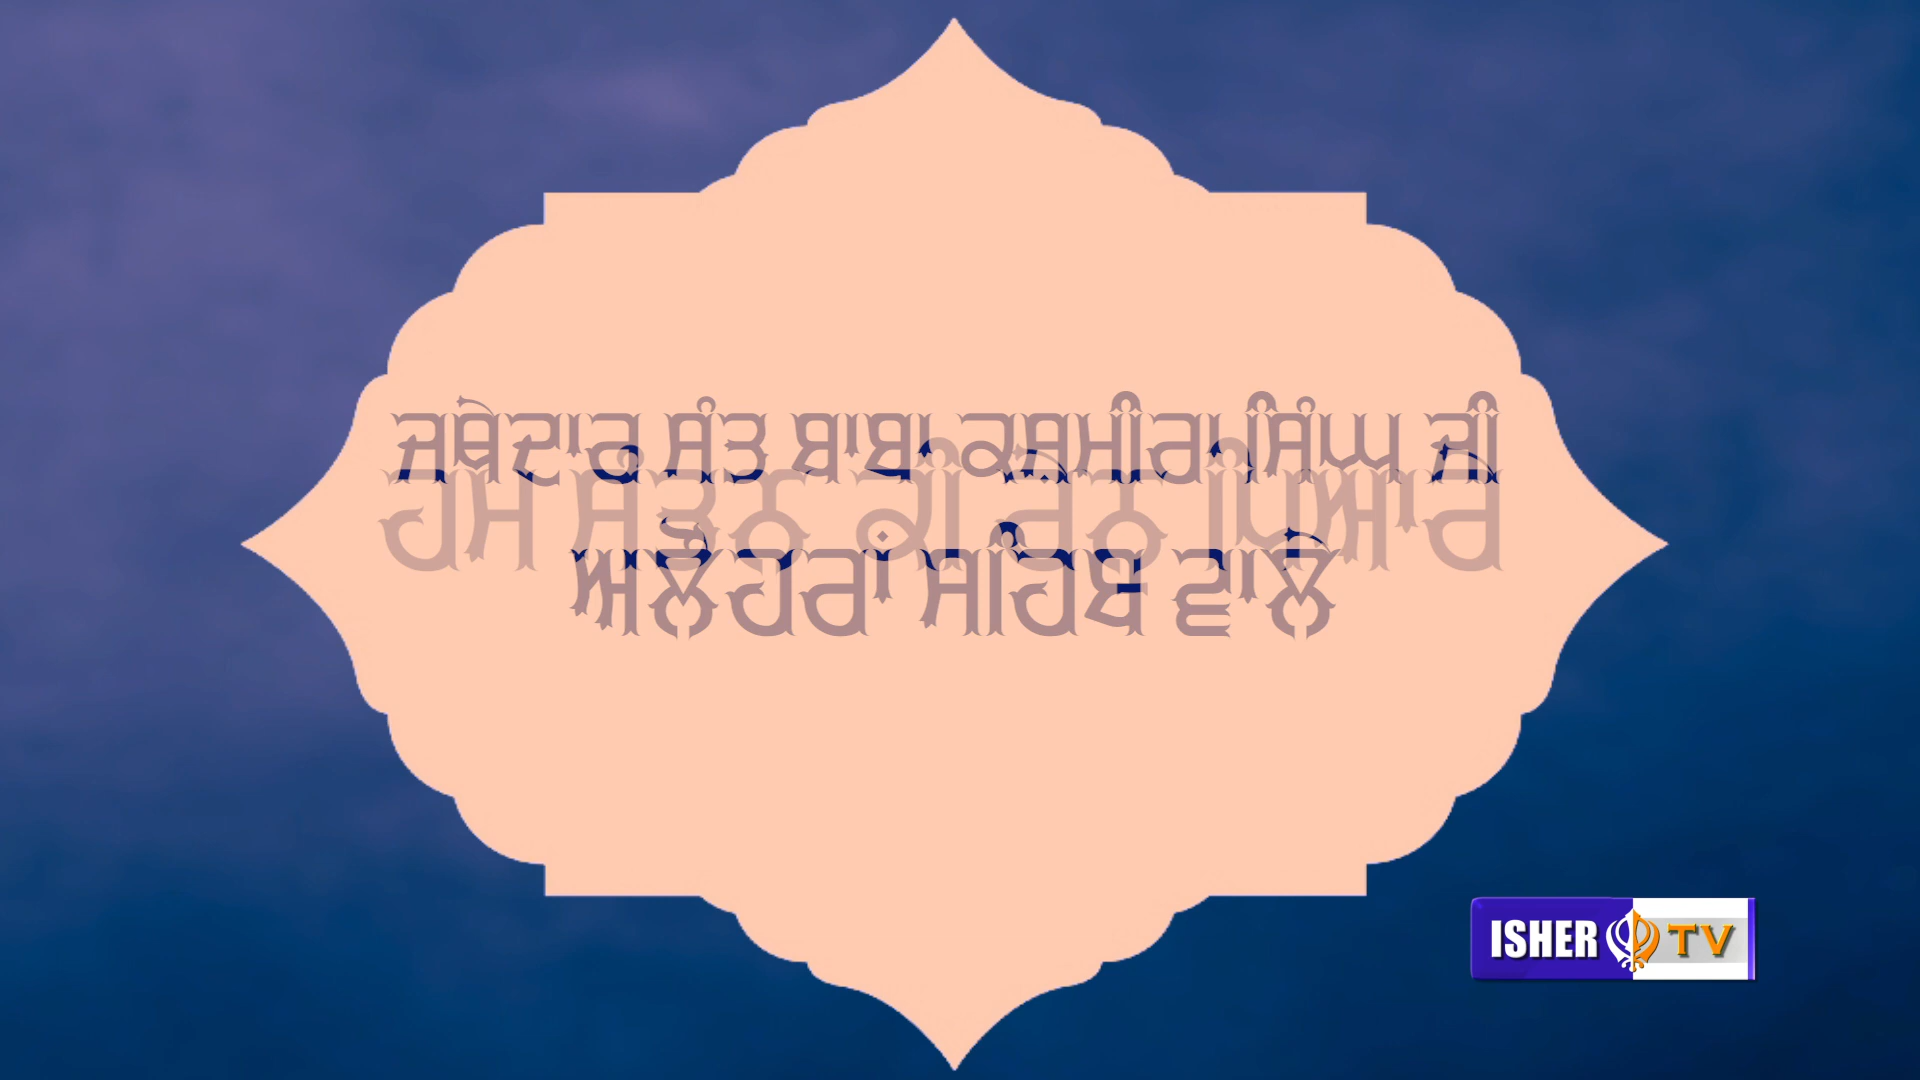 ਜਥੇਦਾਰ ਸੰਤ ਬਾਬਾ ਕਸ਼ਮੀਰਾ ਸਿੰਘ ਜੀ
ਹਮ ਸੰਤਨ ਕੀ ਰੇਨੁ ਪਿਆਰੇ
ਅਲੌਹਰਾਂ ਸਾਹਿਬ ਵਾਲੇ
ISHER TV